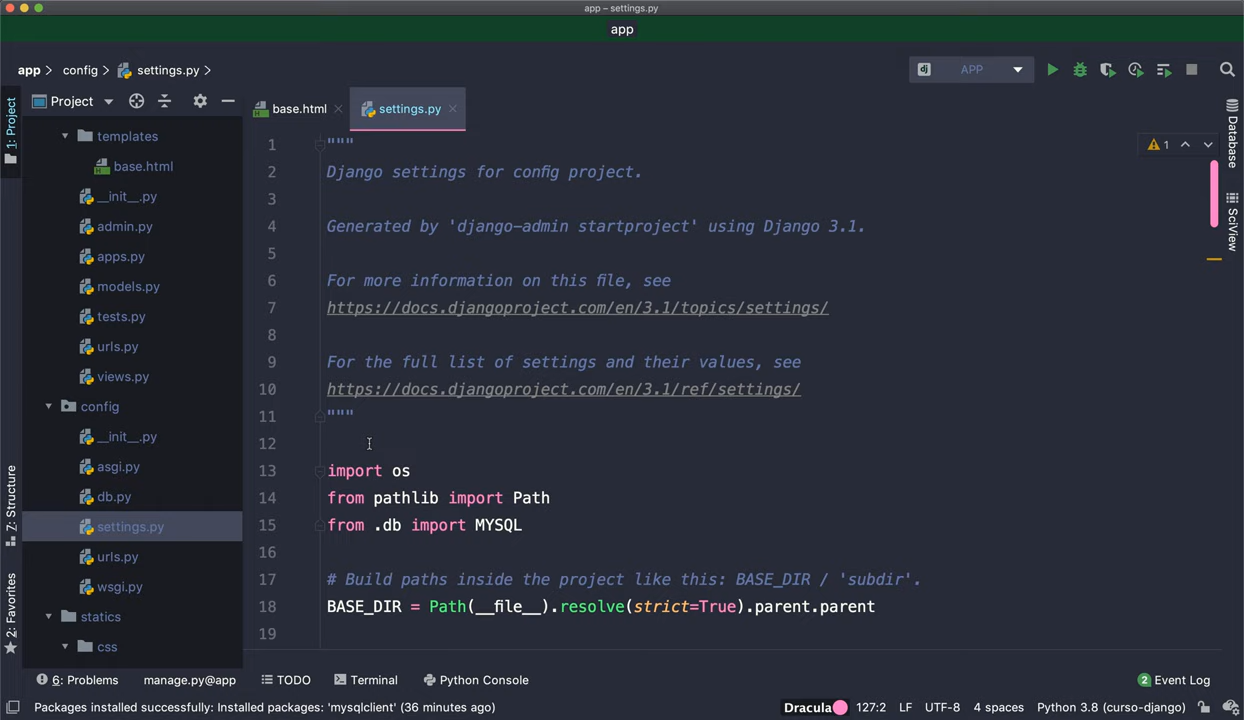 app – settings.py
app
app
config
settings.py
dj
APP
1: Project
7: Structure
2: Favorites
Project
templates
base.html
__init__.py
admin.py
apps.py
models.py
tests.py
urls.py
views.py
config
__init__.py
asgi.py
db.py
settings.py
urls.py
wsgi.py
statics
css
base.html
settings.py
1 """
2 Django settings for config project.
3
4 Generated by 'django-admin startproject' using Django 3.1.
5
6 For more information on this file, see
7 https://docs.djangoproject.com/en/3.1/topics/settings/
8
9 For the full list of settings and their values, see
10 https://docs.djangoproject.com/en/3.1/ref/settings/
11 """
12
13 import os
14 from pathlib import Path
15 from .db import MYSQL
16
17 # Build paths inside the project like this: BASE_DIR / 'subdir'.
18 BASE_DIR = Path(__file__).resolve(strict=True).parent.parent
19
1
Database
SciView
6: Problems
manage.py@app
TODO
Terminal
Python Console
2 Event Log
Packages installed successfully: Installed packages: 'mysqlclient' (36 minutes ago)
Dracula
127:2
LF
UTF-8
4 spaces
Python 3.8 (curso-django)